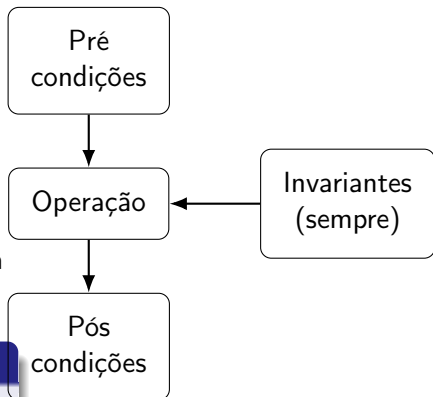 Pré
condições
Operação
Invariantes
(sempre)
Pós
condições